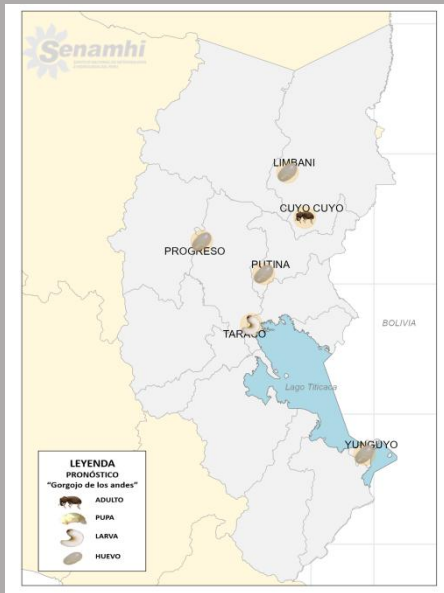 Senamhi
LIMBANI
CUYO CUYO
PROGRESO
PUTINA
TARACO
BOLIVIA
Lago Titicaca
YUNGUYO
LEYENDA
PRONÓSTICO
"Gorgojo de los andes"
ADULTO
PUPA
LARVA
HUEVO